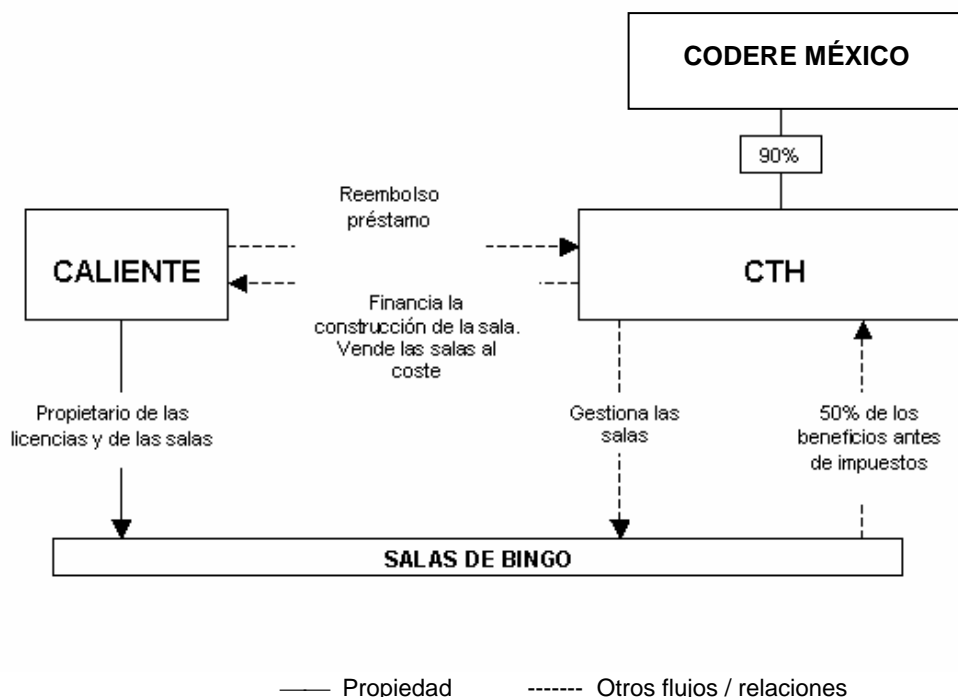 CODERE MÉXICO
90%
Reembolso
préstamo
CALIENTE
CTH
Financia la
construcción de la sala.
Vende las salas al
coste
Propietario de las
licencias y de las salas
Gestiona las
salas
50% de los
beneficios antes
de impuestos
SALAS DE BINGO
Propiedad
Otros flujos / relaciones